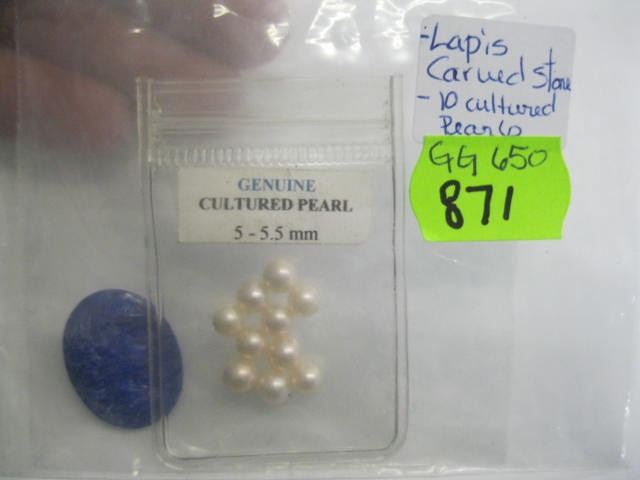 - Lapis
Carved Stone
- 10 cultured
Pearls
GG 650
871
GENUINE
CULTURED PEARL
5 - 5.5 mm